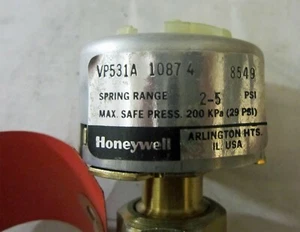 VP531A 1087 4 8649
SPRING RANGE 2-5 PSI
MAX. SAFE PRESS. 200 KPa (29 PSI)
Honeywell ARLINGTON HTS.
IL. USA